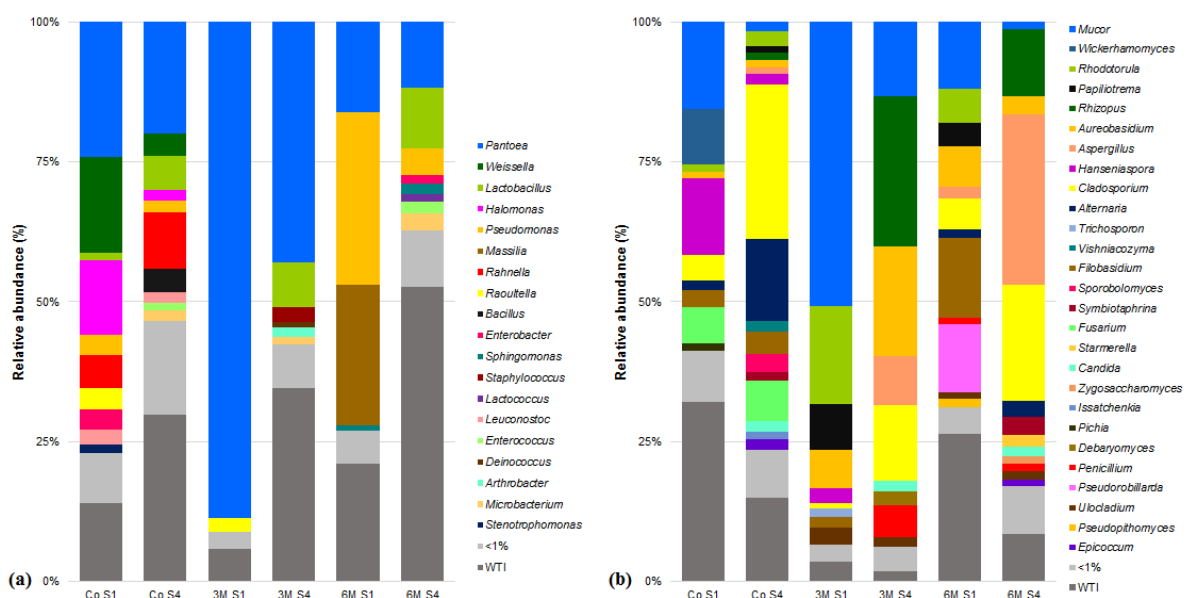 Relative abundance (%)
100%
75%
50%
25%
0%
Co S1 Co S4 3M S1 3M S4 6M S1 6M S4
(a)
Pantoea
Weissella
Lactobacillus
Halomonas
Pseudomonas
Massilia
Rahnella
Raoultella
Bacillus
Enterobacter
Sphingomonas
Staphylococcus
Lactococcus
Leuconostoc
Enterococcus
Deinococcus
Arthrobacter
Microbacterium
Stenotrophomonas
<1%
WTI
Relative abundance (%)
100%
75%
50%
25%
0%
Co S1 Co S4 3M S1 3M S4 6M S1 6M S4
(b)
Mucor
Wickerhamomyces
Rhodotorula
Papiliotrema
Rhizopus
Aureobasidium
Aspergillus
Hanseniaspora
Cladosporium
Alternaria
Trichosporon
Vishniacozyma
Filobasidium
Sporobolomyces
Symbiotaphrina
Fusarium
Starmerella
Candida
Zygosaccharomyces
Issatchenkia
Pichia
Debaryomyces
Penicillium
Pseudorobillarda
Ulocladium
Pseudopithomyces
Epicoccum
<1%
WTI